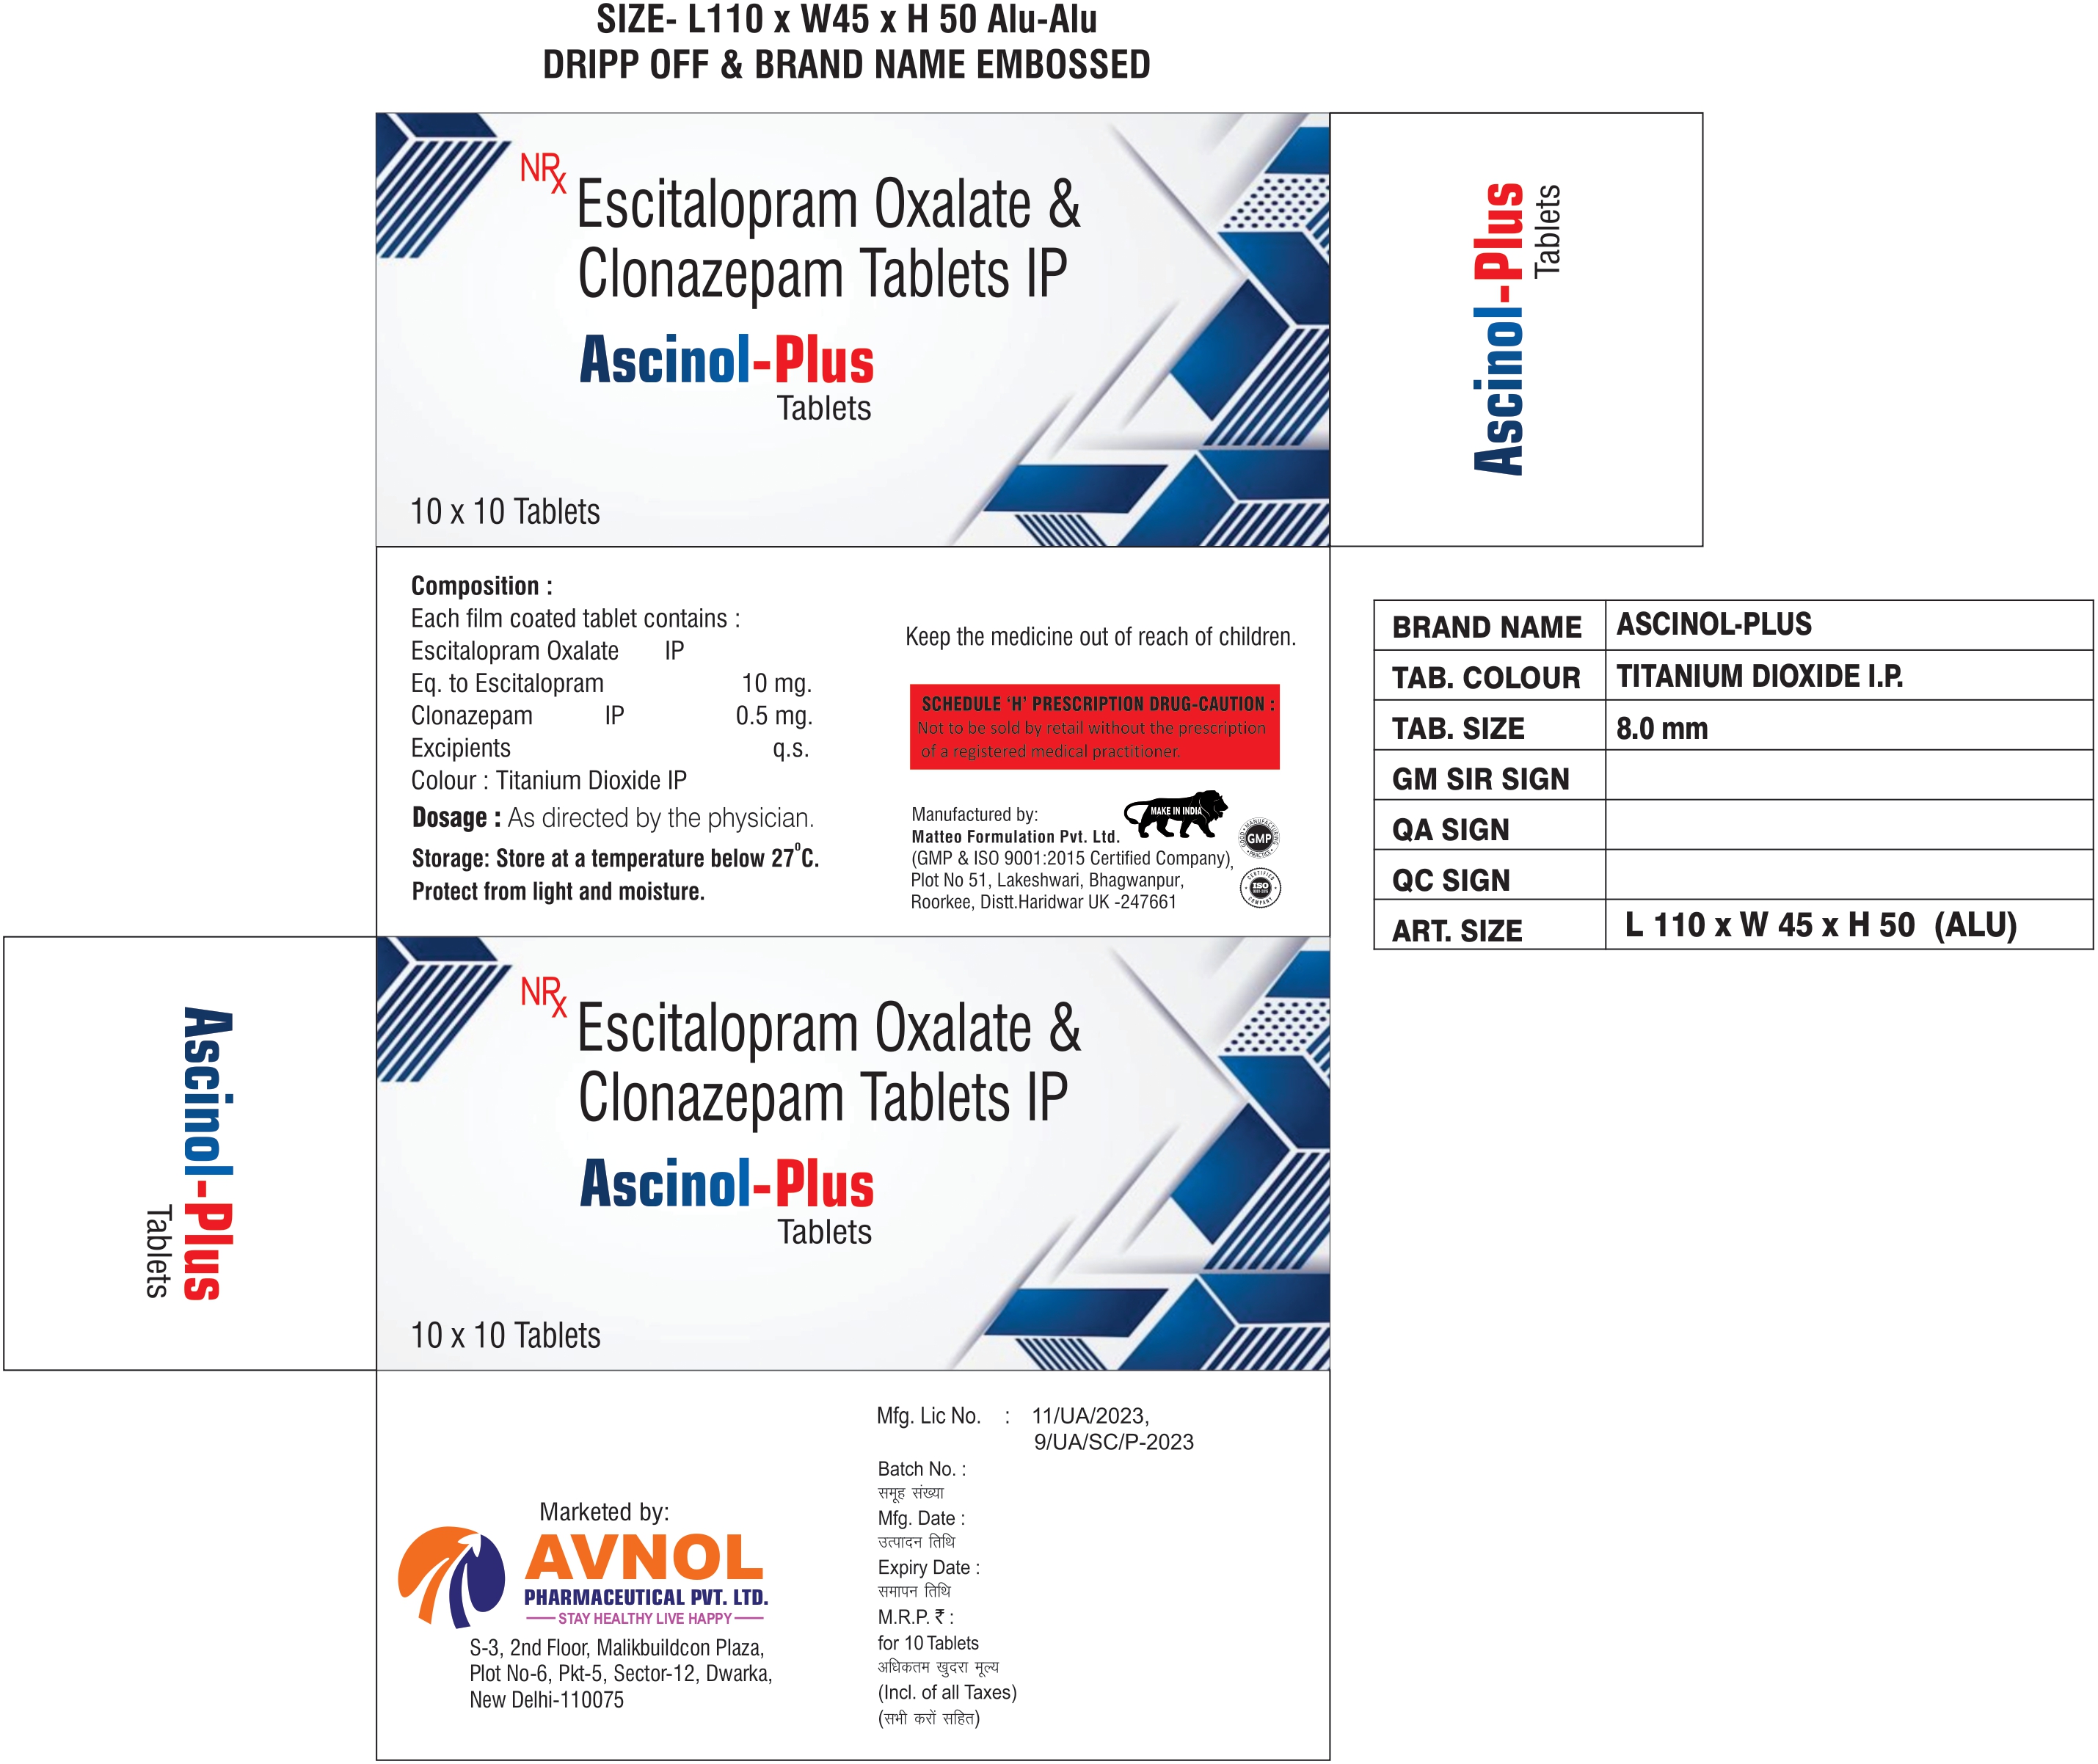 SIZE- L110 x W45 x H 50 Alu-Alu
DRIPP OFF & BRAND NAME EMBOSSED
NRx
Escitalopram Oxalate &
Clonazepam Tablets IP
Ascinol-Plus
Tablets
10 x 10 Tablets
Ascinol-Plus
Tablets
Composition :
Each film coated tablet contains :
Escitalopram Oxalate IP
Eq. to Escitalopram 10 mg.
Clonazepam IP 0.5 mg.
Excipients q.s.
Colour : Titanium Dioxide IP
Dosage : As directed by the physician.
Storage: Store at a temperature below 27⁰C.
Protect from light and moisture.
Keep the medicine out of reach of children.
SCHEDULE ‘H’ PRESCRIPTION DRUG-CAUTION :
Not to be sold by retail without the prescription
of a registered medical practitioner.
Manufactured by:
Matteo Formulation Pvt. Ltd.
(GMP & ISO 9001:2015 Certified Company),
Plot No 51, Lakeshwari, Bhagwanpur,
Roorkee, Distt.Haridwar UK -247661
MAKE IN INDIA
GOOD MANUFACTURING
GMP
PRACTICE
CERTIFIED
ISO
COMPANY
BRAND NAME ASCINOL-PLUS
TAB. COLOUR TITANIUM DIOXIDE I.P.
TAB. SIZE 8.0 mm
GM SIR SIGN
QA SIGN
QC SIGN
ART. SIZE L 110 x W 45 x H 50 (ALU)
Ascinol-Plus
Tablets
NRx
Escitalopram Oxalate &
Clonazepam Tablets IP
Ascinol-Plus
Tablets
10 x 10 Tablets
Marketed by:
AVNOL
PHARMACEUTICAL PVT. LTD.
STAY HEALTHY LIVE HAPPY
S-3, 2nd Floor, Malikbuildcon Plaza,
Plot No-6, Pkt-5, Sector-12, Dwarka,
New Delhi-110075
Mfg. Lic No. : 11/UA/2023,
9/UA/SC/P-2023
Batch No. :
समूह संख्या
Mfg. Date :
उत्पादन तिथि
Expiry Date :
समापन तिथि
M.R.P. ₹ :
for 10 Tablets
अधिकतम खुदरा मूल्य
(Incl. of all Taxes)
(सभी करों सहित)